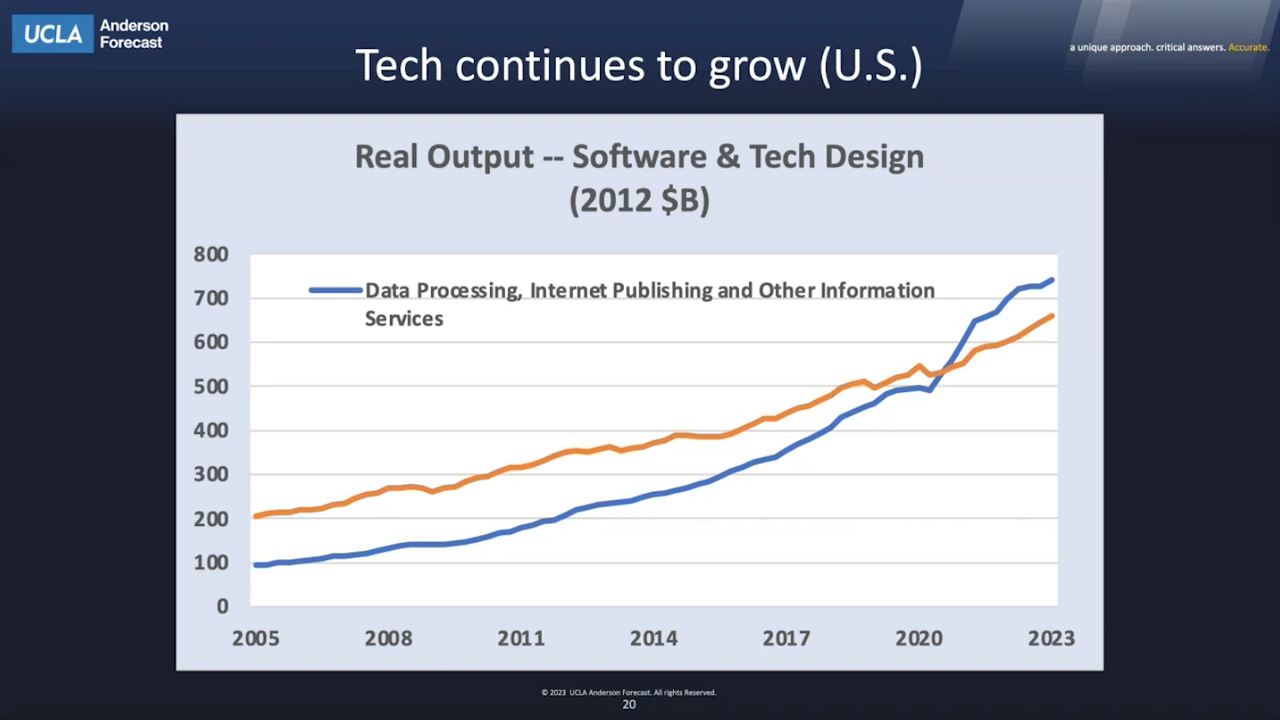 UCLA
Anderson
Forecast
a unique approach. critical answers. Accurate.
Tech continues to grow (U.S.)
Real Output -- Software & Tech Design
(2012 $B)
800
700
600
500
400
300
200
100
0
Data Processing, Internet Publishing and Other Information
Services
2005 2008 2011 2014 2017 2020 2023
© 2023 UCLA Anderson Forecast. All rights Reserved.
20